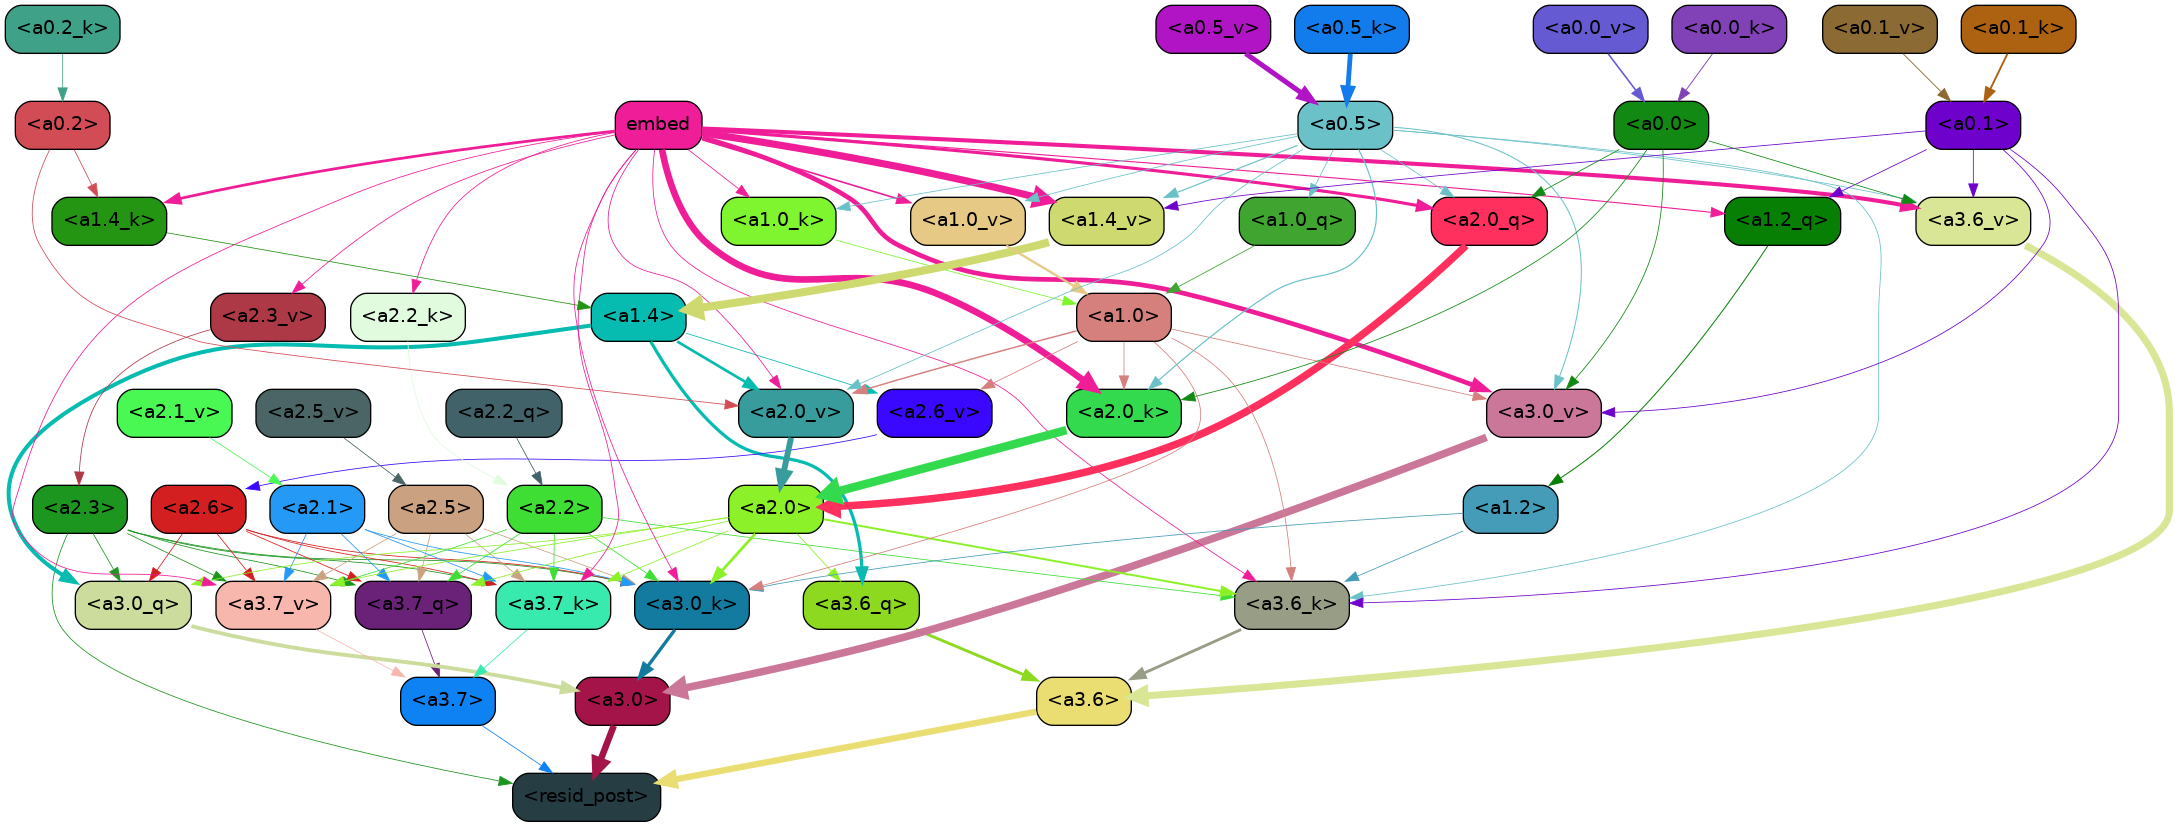 <a0.2_k>
<a0.5_v>
<a0.5_k>
<a0.0_v>
<a0.0_k>
<a0.1_v>
<a0.1_k>
<a0.2>
embed
<a0.5>
<a0.0>
<a0.1>
<a1.4_k>
<a1.0_k>
<a1.0_v>
<a1.4_v>
<a1.0_q>
<a2.0_q>
<a1.2_q>
<a3.6_v>
<a2.3_v>
<a2.2_k>
<a1.4>
<a1.0>
<a2.1_v>
<a2.5_v>
<a2.2_q>
<a2.0_v>
<a2.6_v>
<a2.0_k>
<a3.0_v>
<a2.3>
<a2.6>
<a2.1>
<a2.5>
<a2.2>
<a2.0>
<a1.2>
<a3.0_q>
<a3.7_v>
<a3.7_q>
<a3.7_k>
<a3.0_k>
<a3.6_q>
<a3.6_k>
<a3.7>
<a3.0>
<a3.6>
<resid_post>